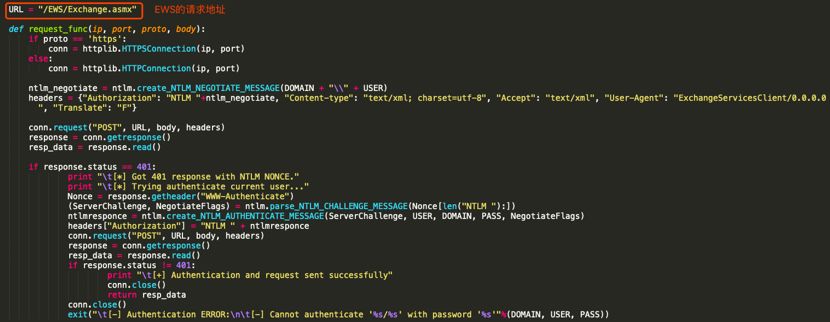 URL = "/EWS/Exchange.asmx" EWS的请求地址
def request_func(ip, port, proto, body):
    if proto == 'https':
        conn = httplib.HTTPSConnection(ip, port)
    else:
        conn = httplib.HTTPConnection(ip, port)
    ntlm_negotiate = ntlm.create_NTLM_NEGOTIATE_MESSAGE(DOMAIN + "\\" + USER)
    headers = {"Authorization": "NTLM "+ntlm_negotiate, "Content-type": "text/xml; charset=utf-8", "Accept": "text/xml", "User-Agent": "ExchangeServicesClient/0.0.0.0
    ", "Translate": "F"}
    conn.request("POST", URL, body, headers)
    response = conn.getresponse()
    resp_data = response.read()
    if response.status == 401:
            print "\t[*] Got 401 response with NTLM NONCE."
            print "\t[*] Trying authenticate current user..."
            Nonce = response.getheader("WWW-Authenticate")
            (ServerChallenge, NegotiateFlags) = ntlm.parse_NTLM_CHALLENGE_MESSAGE(Nonce[len("NTLM "):])
            ntlmresponce = ntlm.create_NTLM_AUTHENTICATE_MESSAGE(ServerChallenge, USER, DOMAIN, PASS, NegotiateFlags)
            headers["Authorization"] = "NTLM " + ntlmresponce
            conn.request("POST", URL, body, headers)
            response = conn.getresponse()
            resp_data = response.read()
            if response.status != 401:
                    print "\t[+] Authentication and request sent successfully"
                    conn.close()
                    return resp_data
            conn.close()
            exit("\t[-] Authentication ERROR:\n\t[-] Cannot authenticate '%s/%s' with password '%s'"%(DOMAIN, USER, PASS))